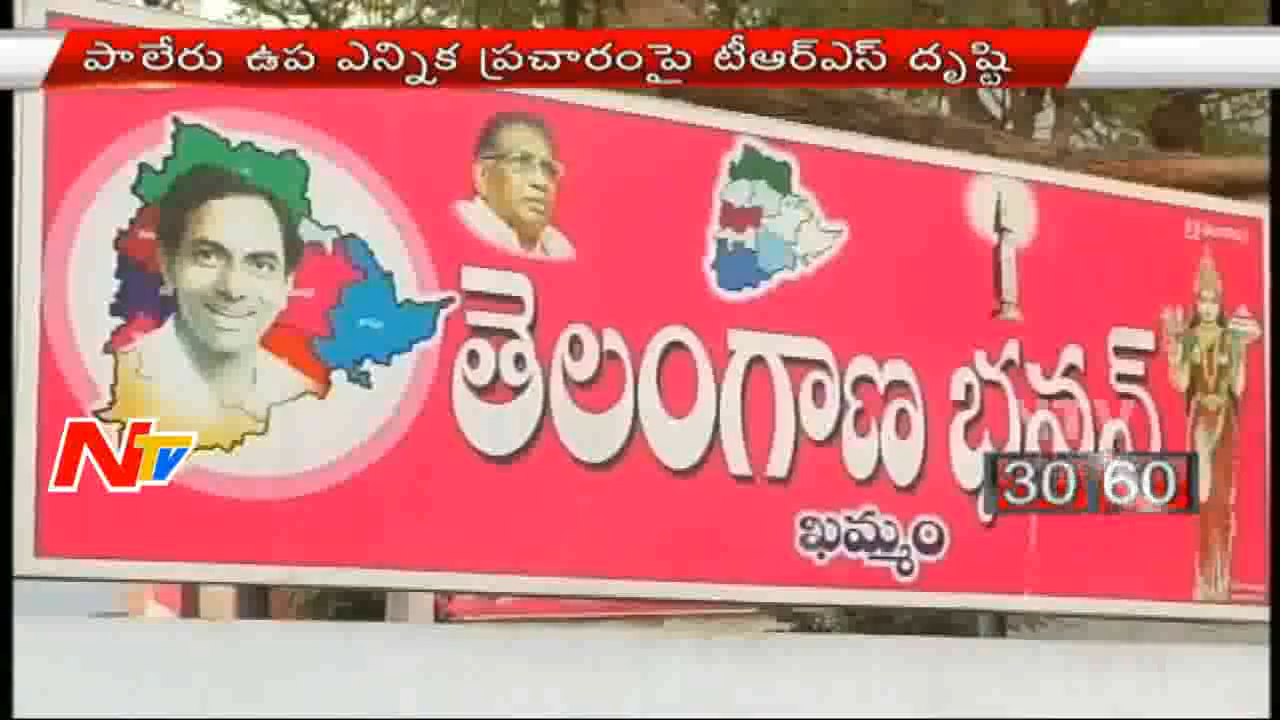 పాలేరు ఉప ఎన్నిక ప్రచారంపై టీఆర్ఎస్ దృష్టి
తెలంగాణ భవన్
NTV
30 60
ఖమ్మం